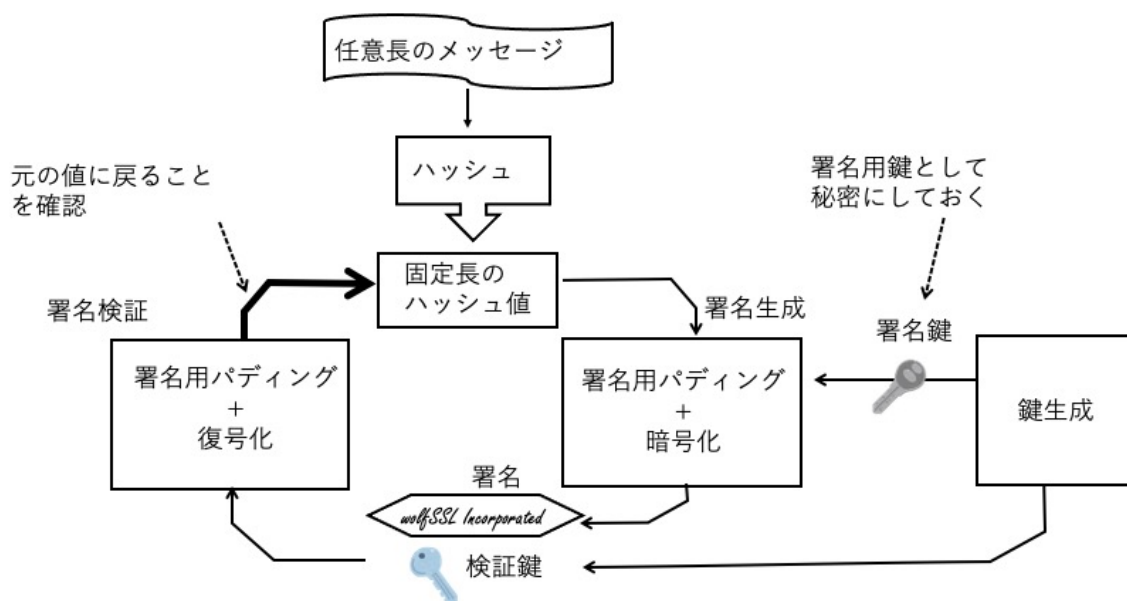 任意長のメッセージ
ハッシュ
元の値に戻ること
を確認
署名用鍵として
秘密にしておく
固定長の
ハッシュ値
署名検証
署名生成
署名鍵
署名用パディング
+
復号化
署名用パディング
+
暗号化
鍵生成
署名
wolfSSL Incorporated
検証鍵